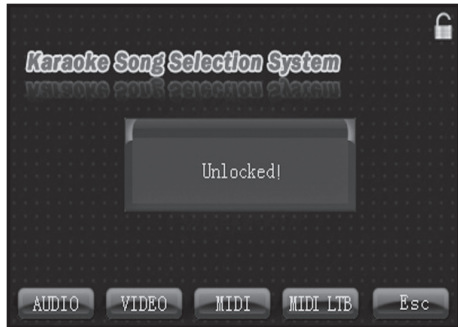 Karaoke Song Selection System
Unlocked!
AUDIO VIDEO MIDI MIDI LTB Esc